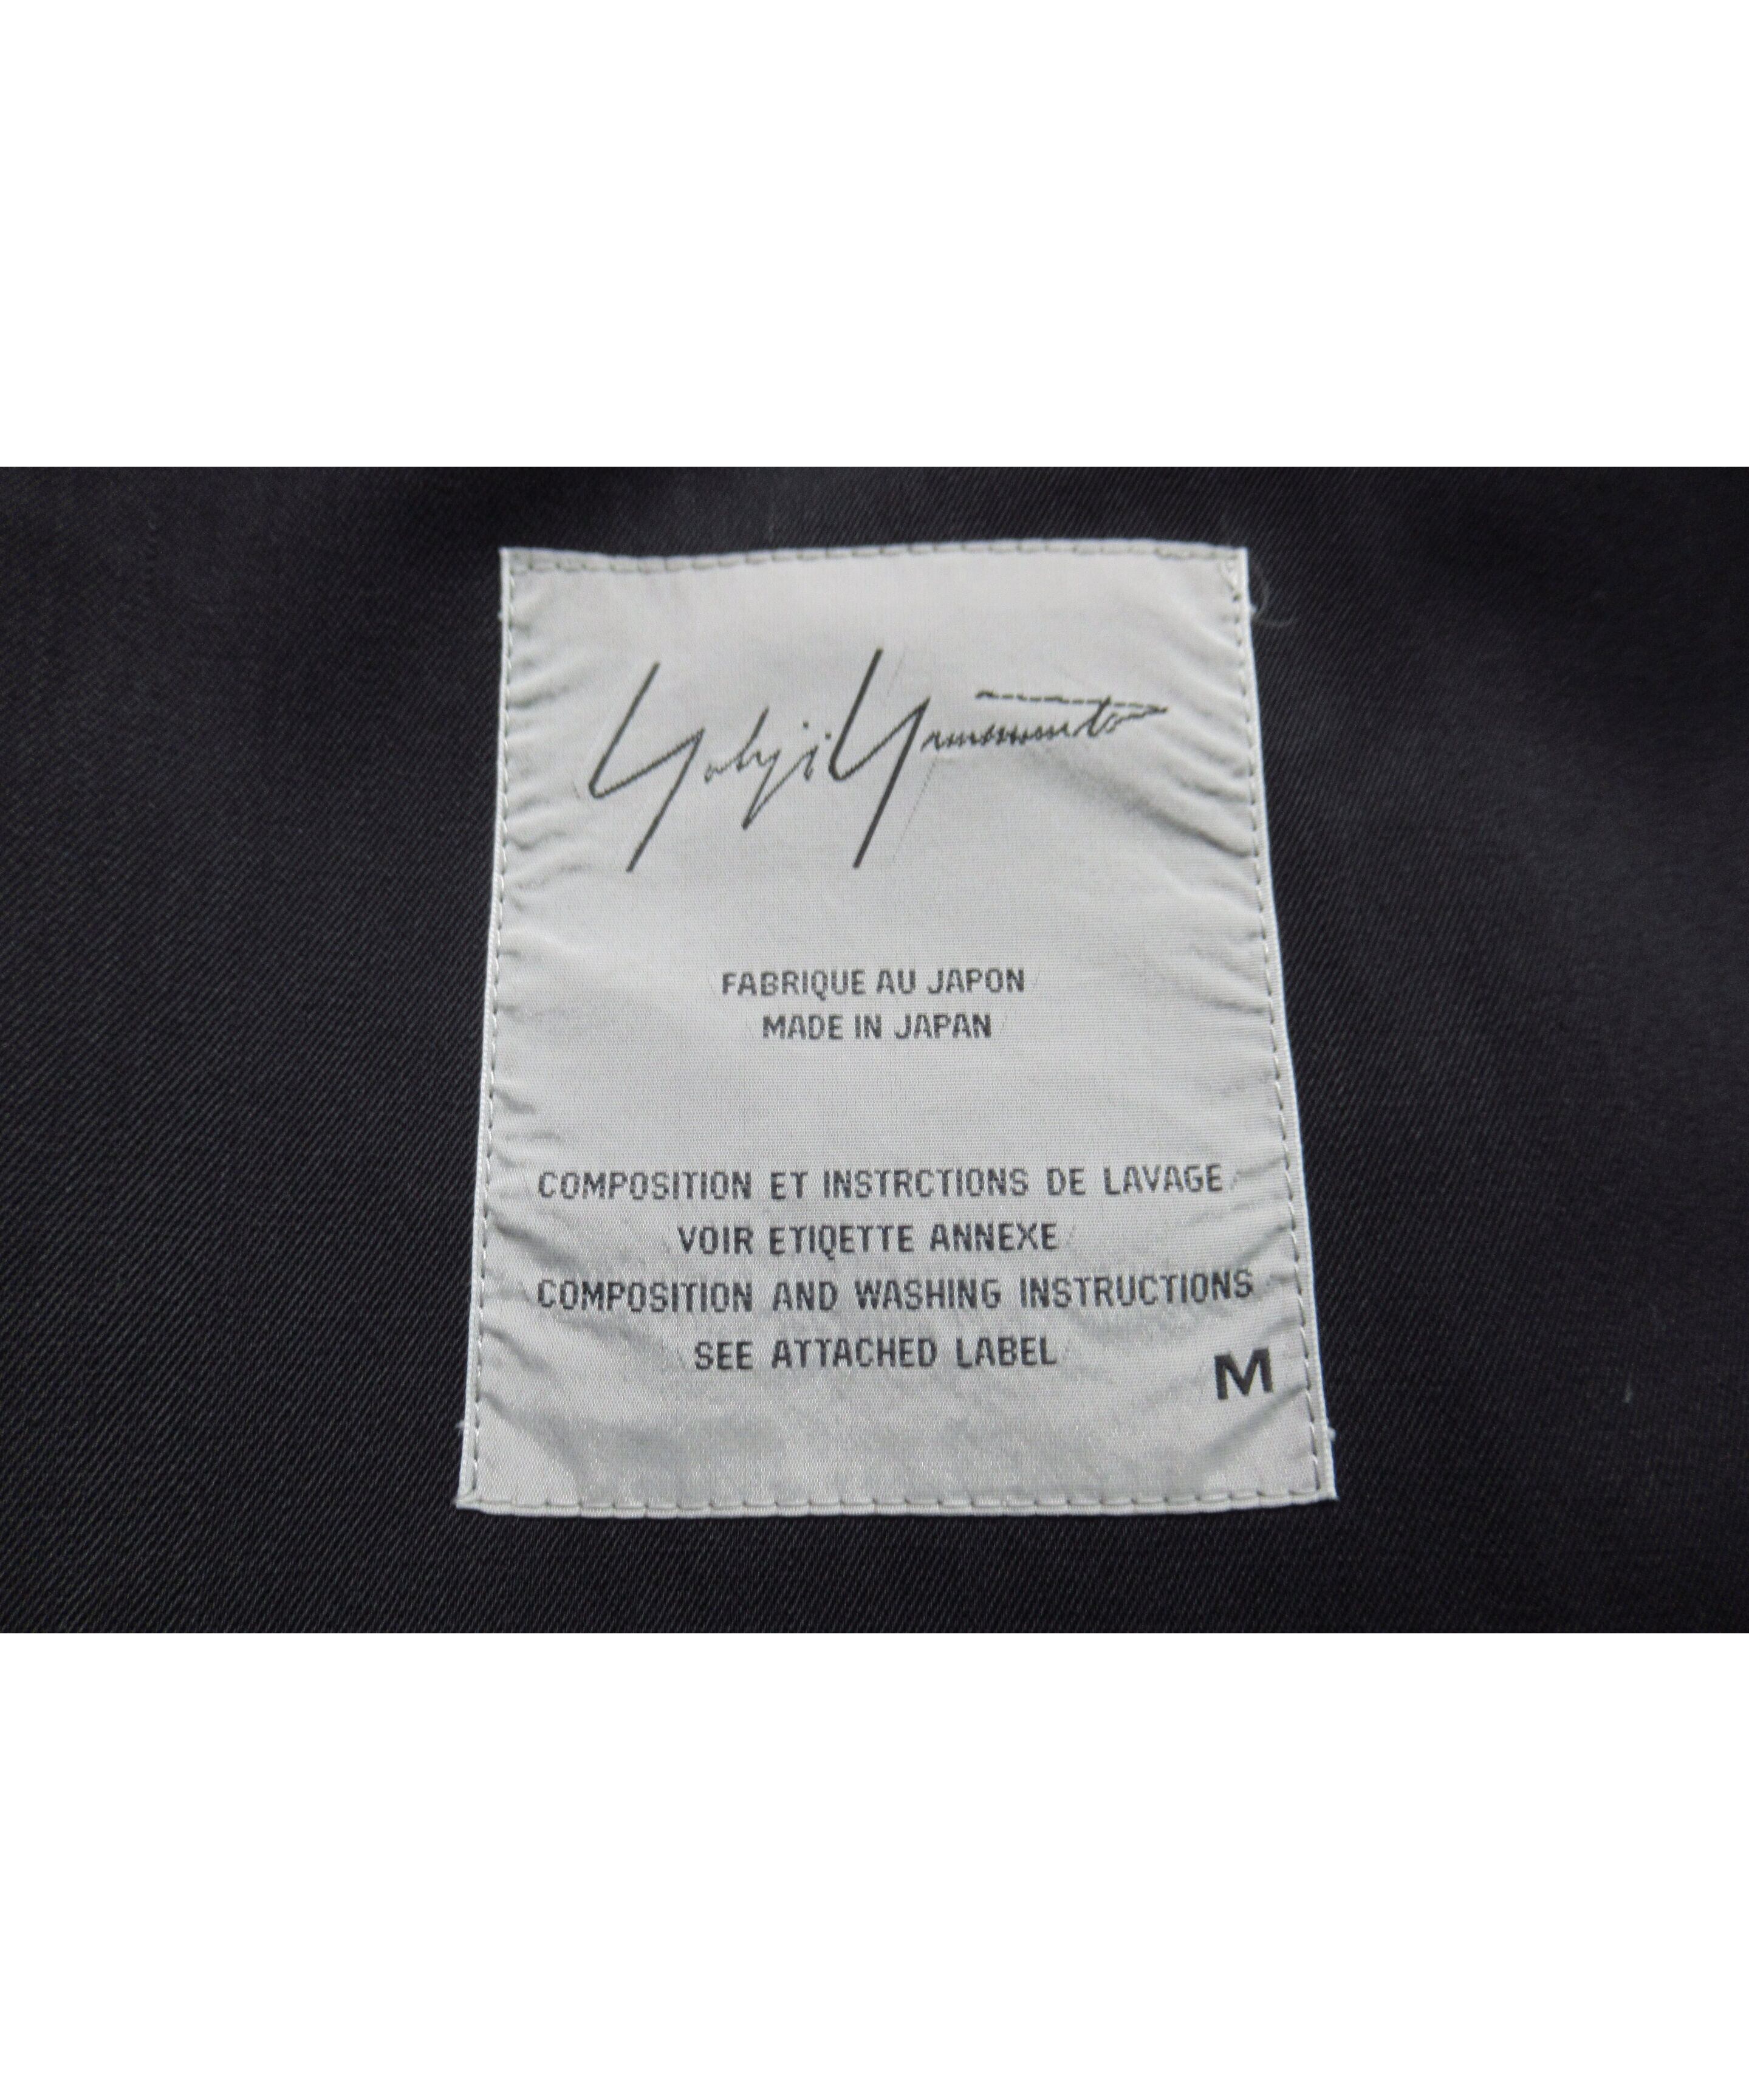 Yohji Yamamoto
FABRIQUE AU JAPON
MADE IN JAPAN
COMPOSITION ET INSTRCTIONS DE LAVAGE
VOIR ETIQETTE ANNEXE
COMPOSITION AND WASHING INSTRUCTIONS
SEE ATTACHED LABEL
M